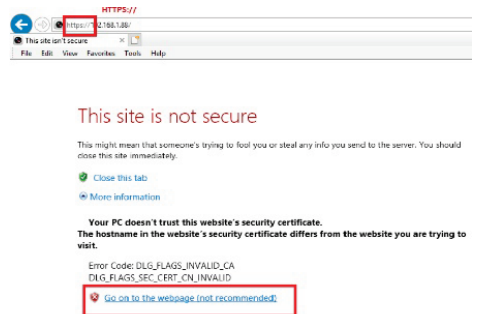 HTTPS://
https://192.168.1.88/
This site isn't secure
File Edit View Favorites Tools Help
This site is not secure
This might mean that someone's trying to fool you or steal any info you send to the server. You should
close this site immediately.
Close this tab
More information
Your PC doesn't trust this website's security certificate.
The hostname in the website's security certificate differs from the website you are trying to
visit.
Error Code: DLG_FLAGS_INVALID_CA
DLG_FLAGS_SEC_CERT_CN_INVALID
Go on to the webpage (not recommended)